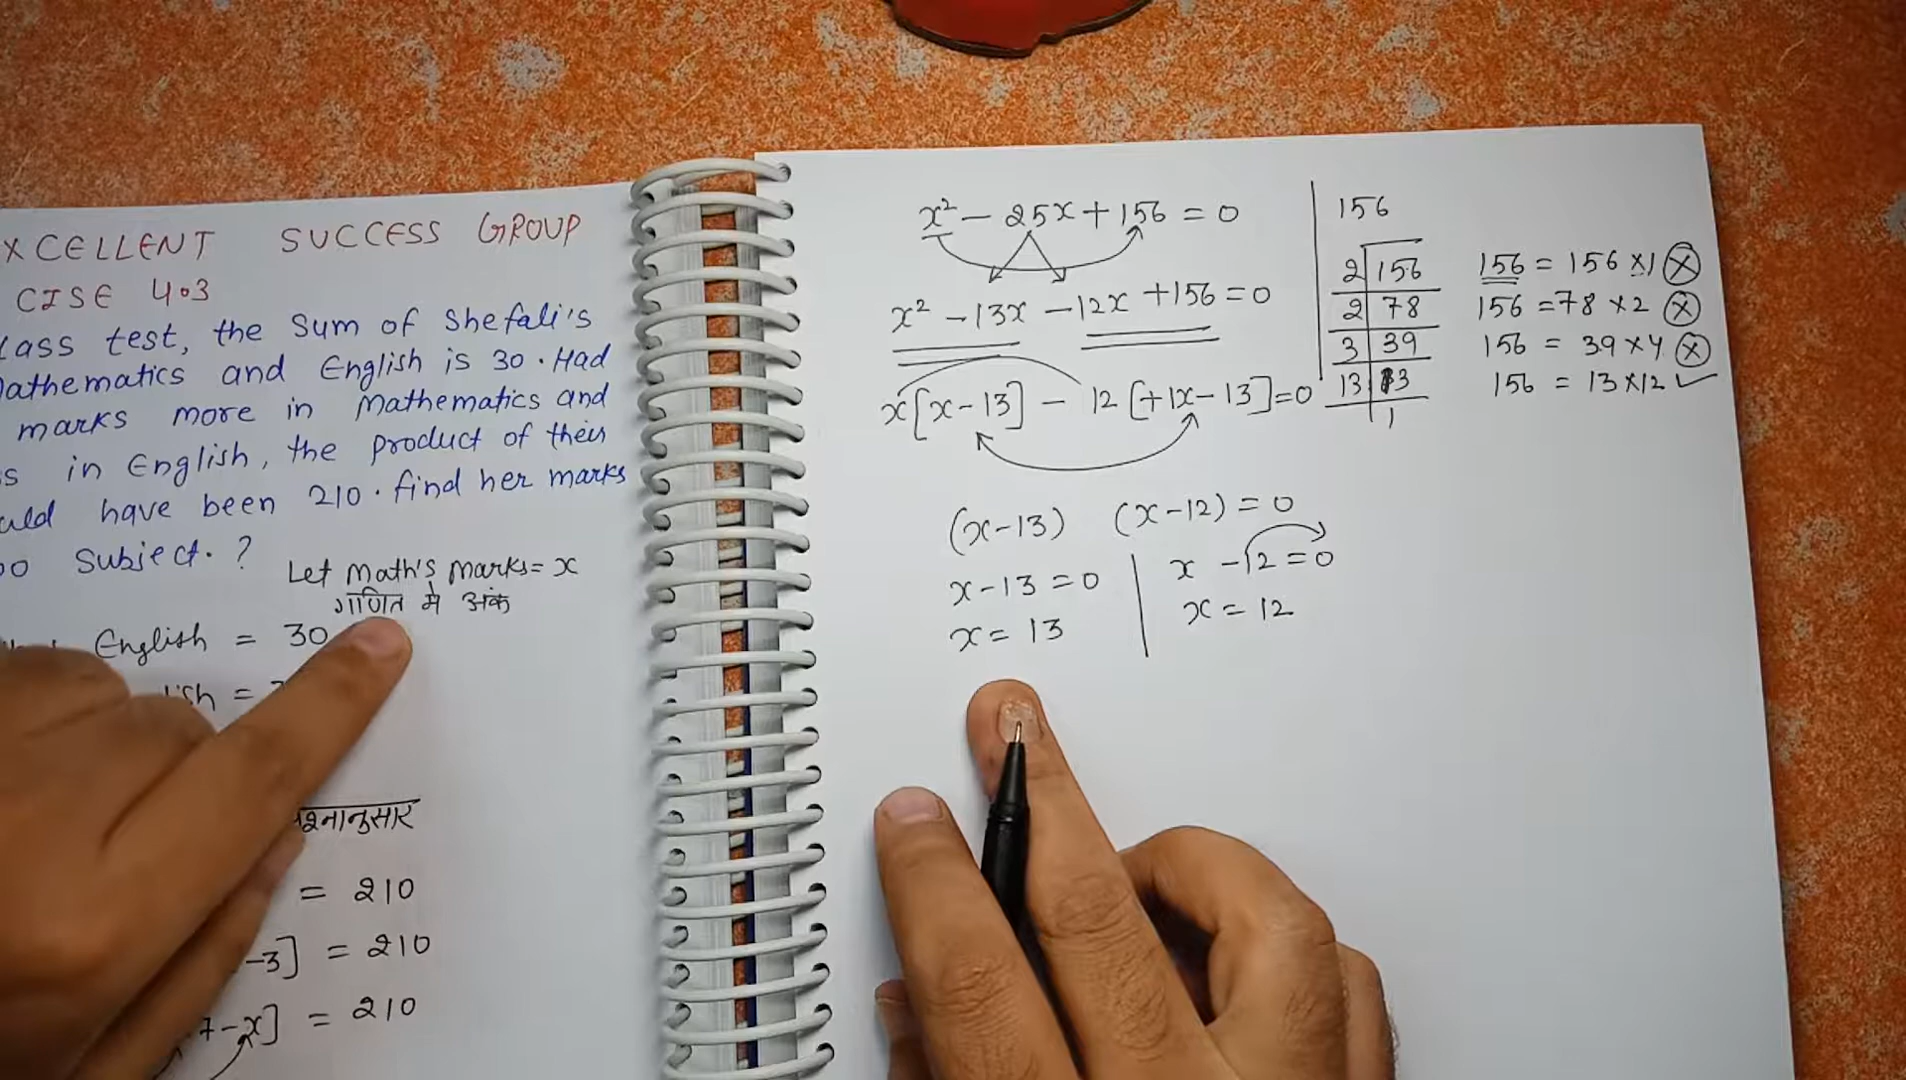 XCELLENT SUCCESS GROUP
CISE 4.3
lass test, the sum of Shefali's
athematics and English is 30. Had
marks more in Mathematics and
s in English, the product of their
uld have been 210. find her marks
o Subject. ?
Let Math's marks = x
गणित में अंक
English = 30
ish =
श्नानुसार
= 210
-3] = 210
7-x] = 210
x² - 25x + 156 = 0
x² - 13x - 12x + 156 = 0
x[x-13] - 12[+1x-13]=0
(x-13) (x-12) = 0
x-13 = 0
x = 13
x - 12 = 0
x = 12
156
2 156
2 78
3 39
13 13
1
156 = 156 × 1 ⊗
156 = 78 × 2 ⊗
156 = 39 × 4 ⊗
156 = 13 × 12 ✓